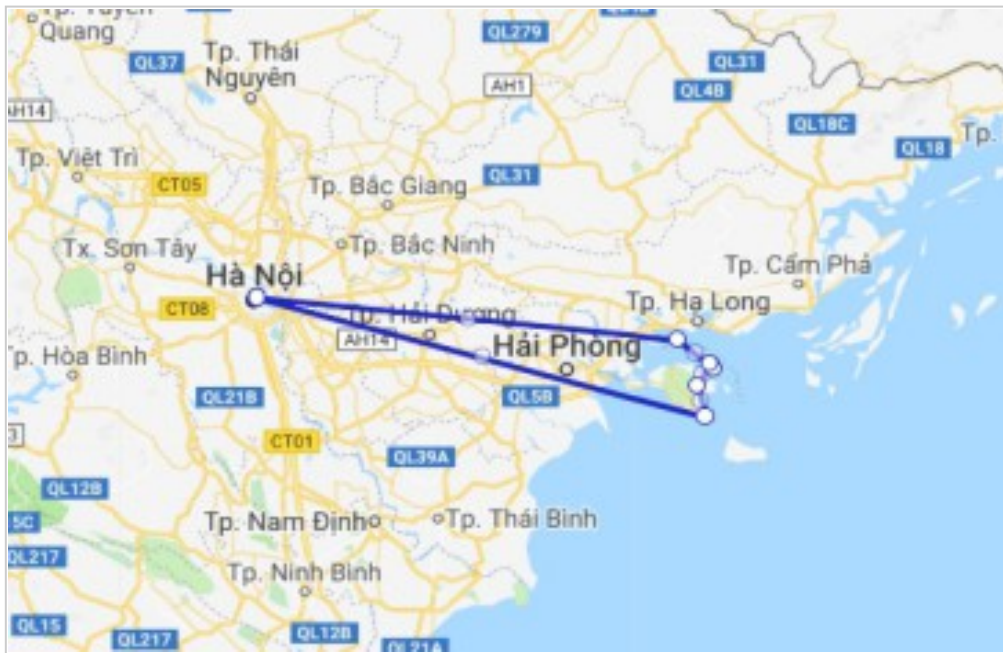 Tp. Tuyên
Quang
QL37
Tp. Thái
Nguyên
QL279
AH1
QL31
QL4B
QL18C
QL18
Tp.
AH14
Tp. Việt Trì
CT05
Tp. Bắc Giang
QL31
Tx. Sơn Tây
Tp. Bắc Ninh
Hà Nội
CT08
Tp. Cẩm Phả
Tp. Hạ Long
Tp. Hải Dương
AH14
Hải Phòng
Tp. Hòa Bình
QL21B
QL5B
CT01
QL39A
QL12B
Tp. Nam Định
Tp. Thái Bình
QL217
Tp. Ninh Bình
QL15
QL217
QL12B
QL21A